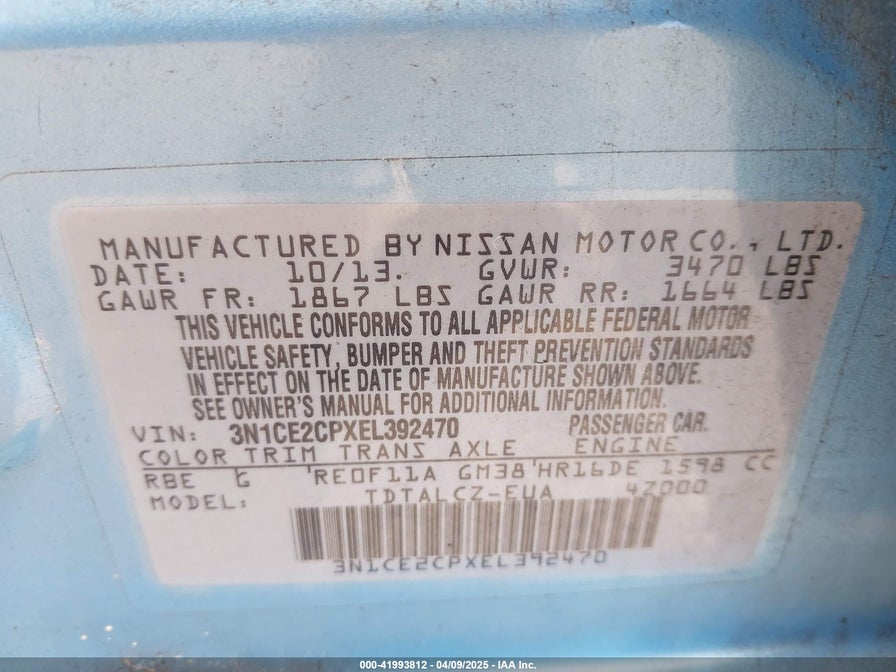 MANUFACTURED BY NISSAN MOTOR CO., LTD.
DATE: 10/13. GVWR: 3470 LBS
GAWR FR: 1867 LBS GAWR RR: 1664 LBS
THIS VEHICLE CONFORMS TO ALL APPLICABLE FEDERAL MOTOR
VEHICLE SAFETY, BUMPER AND THEFT PREVENTION STANDARDS
IN EFFECT ON THE DATE OF MANUFACTURE SHOWN ABOVE.
SEE OWNER'S MANUAL FOR ADDITIONAL INFORMATION.
VIN: 3N1CE2CPXEL392470 PASSENGER CAR.
COLOR TRIM TRANS AXLE ENGINE
RBE G 'RE0F11A GM38'HR16DE 1598 CC
MODEL: TDTALCZ-EUA 4Z000
3N1CE2CPXEL392470
000-41993812 - 04/09/2025 - IAA Inc.